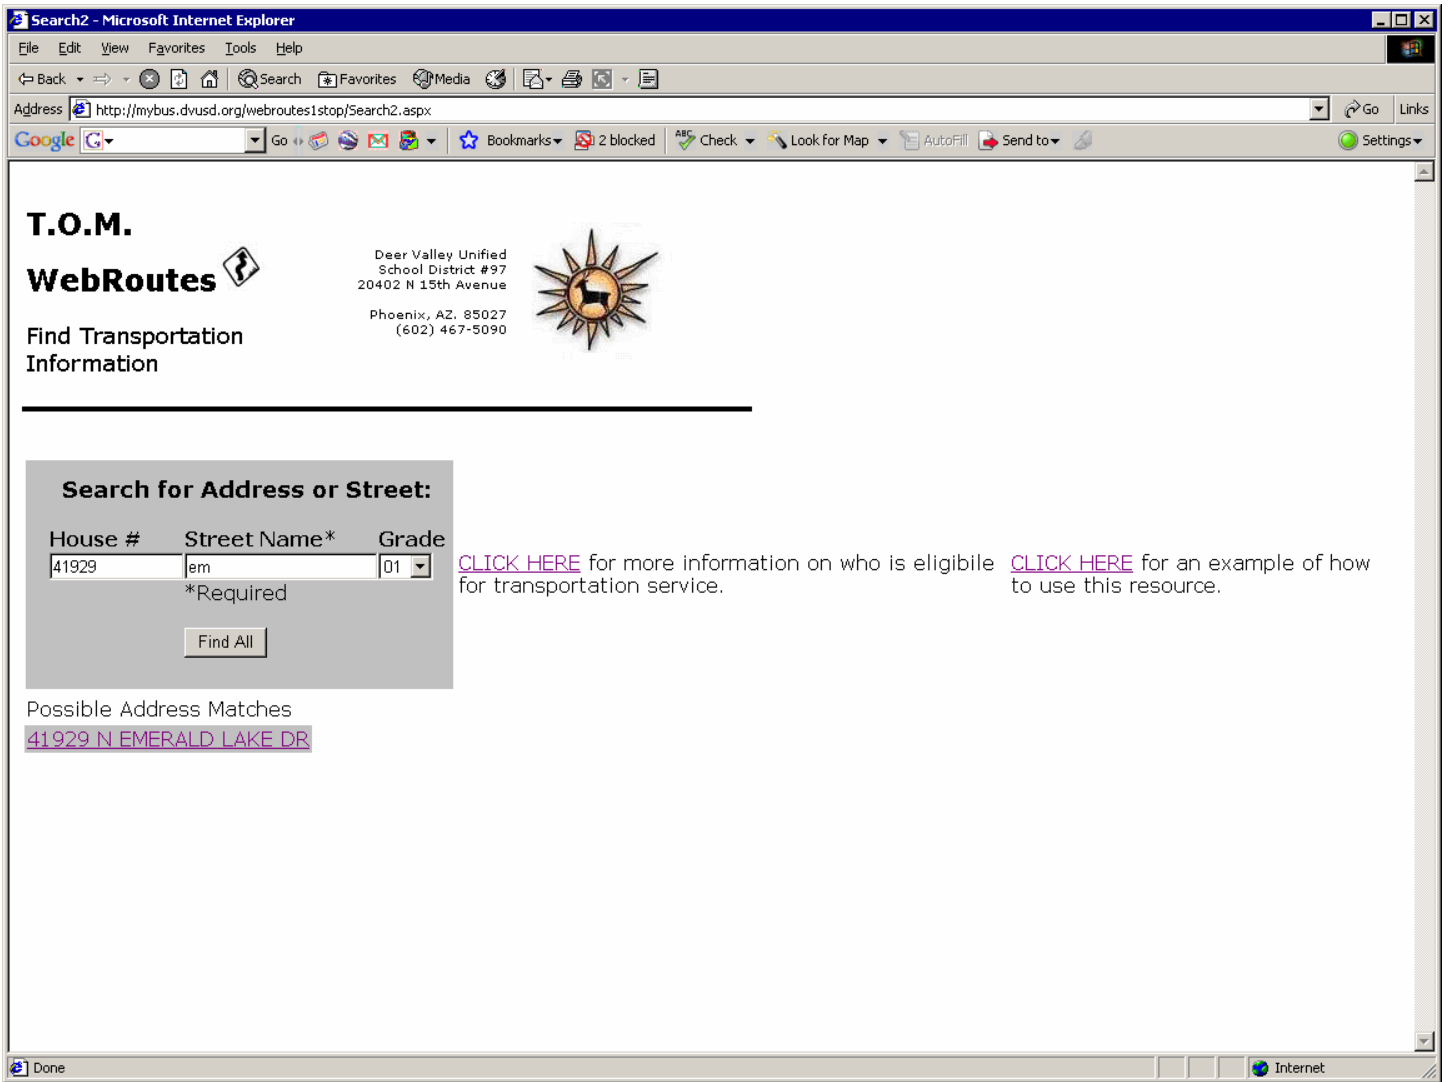 Search2 - Microsoft Internet Explorer
File Edit View Favorites Tools Help
Back Search Favorites Media
Address http://mybus.dvusd.org/webroutes1stop/Search2.aspx Go Links
Google G Go Bookmarks 2 blocked ABC Check Look for Map AutoFill Send to Settings
T.O.M.
WebRoutes
Find Transportation
Information
Deer Valley Unified
School District #97
20402 N 15th Avenue
Phoenix, AZ. 85027
(602) 467-5090
Search for Address or Street:
House # Street Name* Grade
41929 em 01
*Required
Find All
CLICK HERE for more information on who is eligibile
for transportation service.
CLICK HERE for an example of how
to use this resource.
Possible Address Matches
41929 N EMERALD LAKE DR
Done Internet